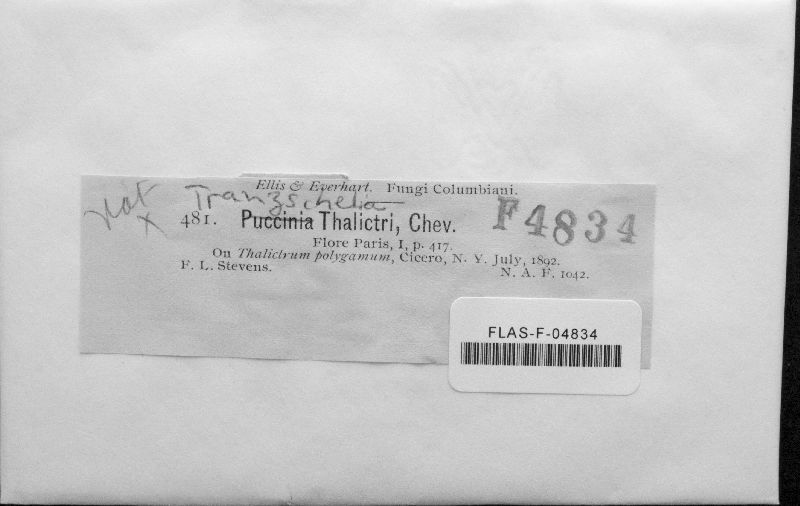 Ellis & Everhart. Fungi Columbiani.
Not Tranzschelia
x
481. Puccinia Thalictri, Chev. F4834
Flore Paris, I, p. 417.
On Thalictrum polygamum, Cicero, N. Y. July, 1892.
F. L. Stevens. N. A. F. 1042.
FLAS-F-04834